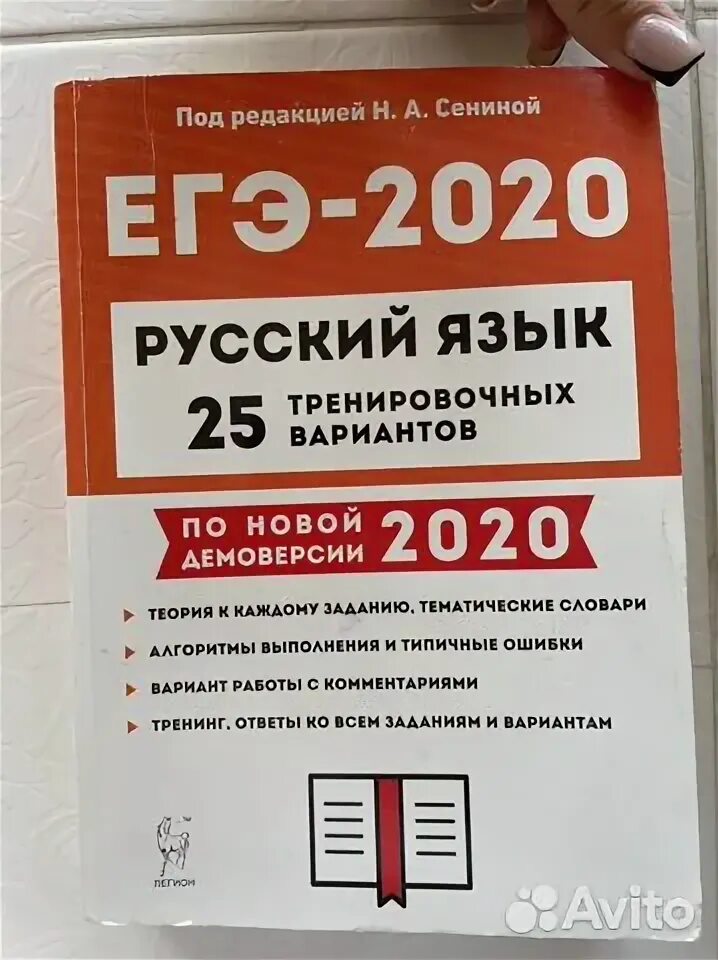 Под редакцией Н. А. Сениной
ЕГЭ-2020
РУССКИЙ ЯЗЫК
25 ТРЕНИРОВОЧНЫХ
ВАРИАНТОВ
ПО НОВОЙ
ДЕМОВЕРСИИ 2020
ТЕОРИЯ К КАЖДОМУ ЗАДАНИЮ, ТЕМАТИЧЕСКИЕ СЛОВАРИ
АЛГОРИТМЫ ВЫПОЛНЕНИЯ И ТИПИЧНЫЕ ОШИБКИ
ВАРИАНТ РАБОТЫ С КОММЕНТАРИЯМИ
ТРЕНИНГ, ОТВЕТЫ КО ВСЕМ ЗАДАНИЯМ И ВАРИАНТАМ
ЛЕГИОН
Avito